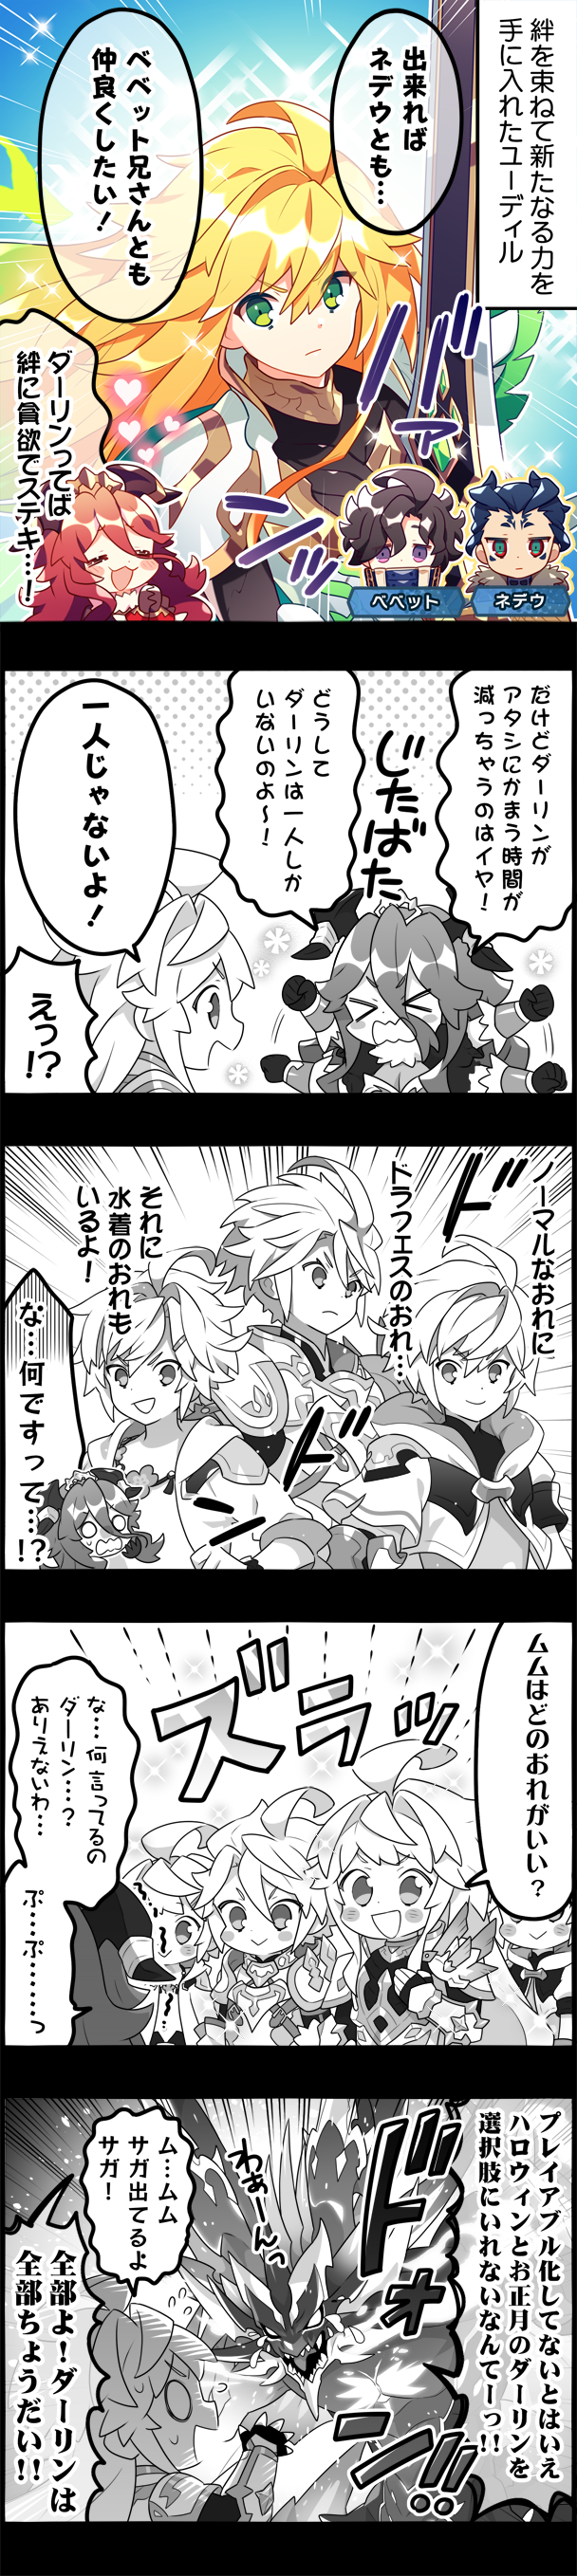 絆を束ねて新たなる力を
手に入れたユーディル
出来れば
ネデウとも…
ベベット兄さんとも
仲良くしたい！
バァ
ーン
ダーリンってば
絆に貪欲でステキ…！
ベベット
ネデウ
だけどダーリンが
アタシにかまう時間が
減っちゃうのはイヤ！
じたばた
どうして
ダーリンは一人しか
いないのよ〜！
一人じゃないよ！
えっ!?
ノーマルなおれに
ド
ドラフェスのおれ…
ド
ン
それに
水着のおれも
いるよ！
な…何ですって…!?
ムムはどのおれがいい？
ズラッ
な…何言ってるの
ダーリン…？
ありえないわ…
ぷ…ぷ………っ
プレイアブル化してないとはいえ
ハロウィンとお正月のダーリンを
選択肢にいれないなんてーっ!!
ドォーン!!
わぁーんっ
ム…ムム
サガ出てるよ
サガ！
全部よ！ダーリンは
全部ちょうだい!!